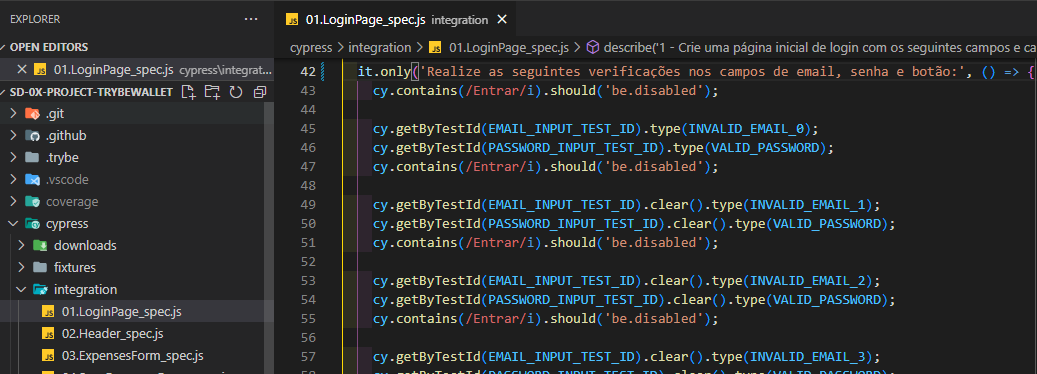 EXPLORER
OPEN EDITORS
01.LoginPage_spec.js cypress\integrat...
SD-0X-PROJECT-TRYBEWALLET
.git
.github
.trybe
.vscode
coverage
cypress
downloads
fixtures
integration
01.LoginPage_spec.js
02.Header_spec.js
03.ExpensesForm_spec.js
01.LoginPage_spec.js integration
cypress > integration > 01.LoginPage_spec.js > describe('1 - Crie uma página inicial de login com os seguintes campos e ca
42 it.only('Realize as seguintes verificações nos campos de email, senha e botão:', () => {
43 cy.contains(/Entrar/i).should('be.disabled');
44
45 cy.getByTestId(EMAIL_INPUT_TEST_ID).type(INVALID_EMAIL_0);
46 cy.getByTestId(PASSWORD_INPUT_TEST_ID).type(VALID_PASSWORD);
47 cy.contains(/Entrar/i).should('be.disabled');
48
49 cy.getByTestId(EMAIL_INPUT_TEST_ID).clear().type(INVALID_EMAIL_1);
50 cy.getByTestId(PASSWORD_INPUT_TEST_ID).clear().type(VALID_PASSWORD);
51 cy.contains(/Entrar/i).should('be.disabled');
52
53 cy.getByTestId(EMAIL_INPUT_TEST_ID).clear().type(INVALID_EMAIL_2);
54 cy.getByTestId(PASSWORD_INPUT_TEST_ID).clear().type(VALID_PASSWORD);
55 cy.contains(/Entrar/i).should('be.disabled');
56
57 cy.getByTestId(EMAIL_INPUT_TEST_ID).clear().type(INVALID_EMAIL_3);